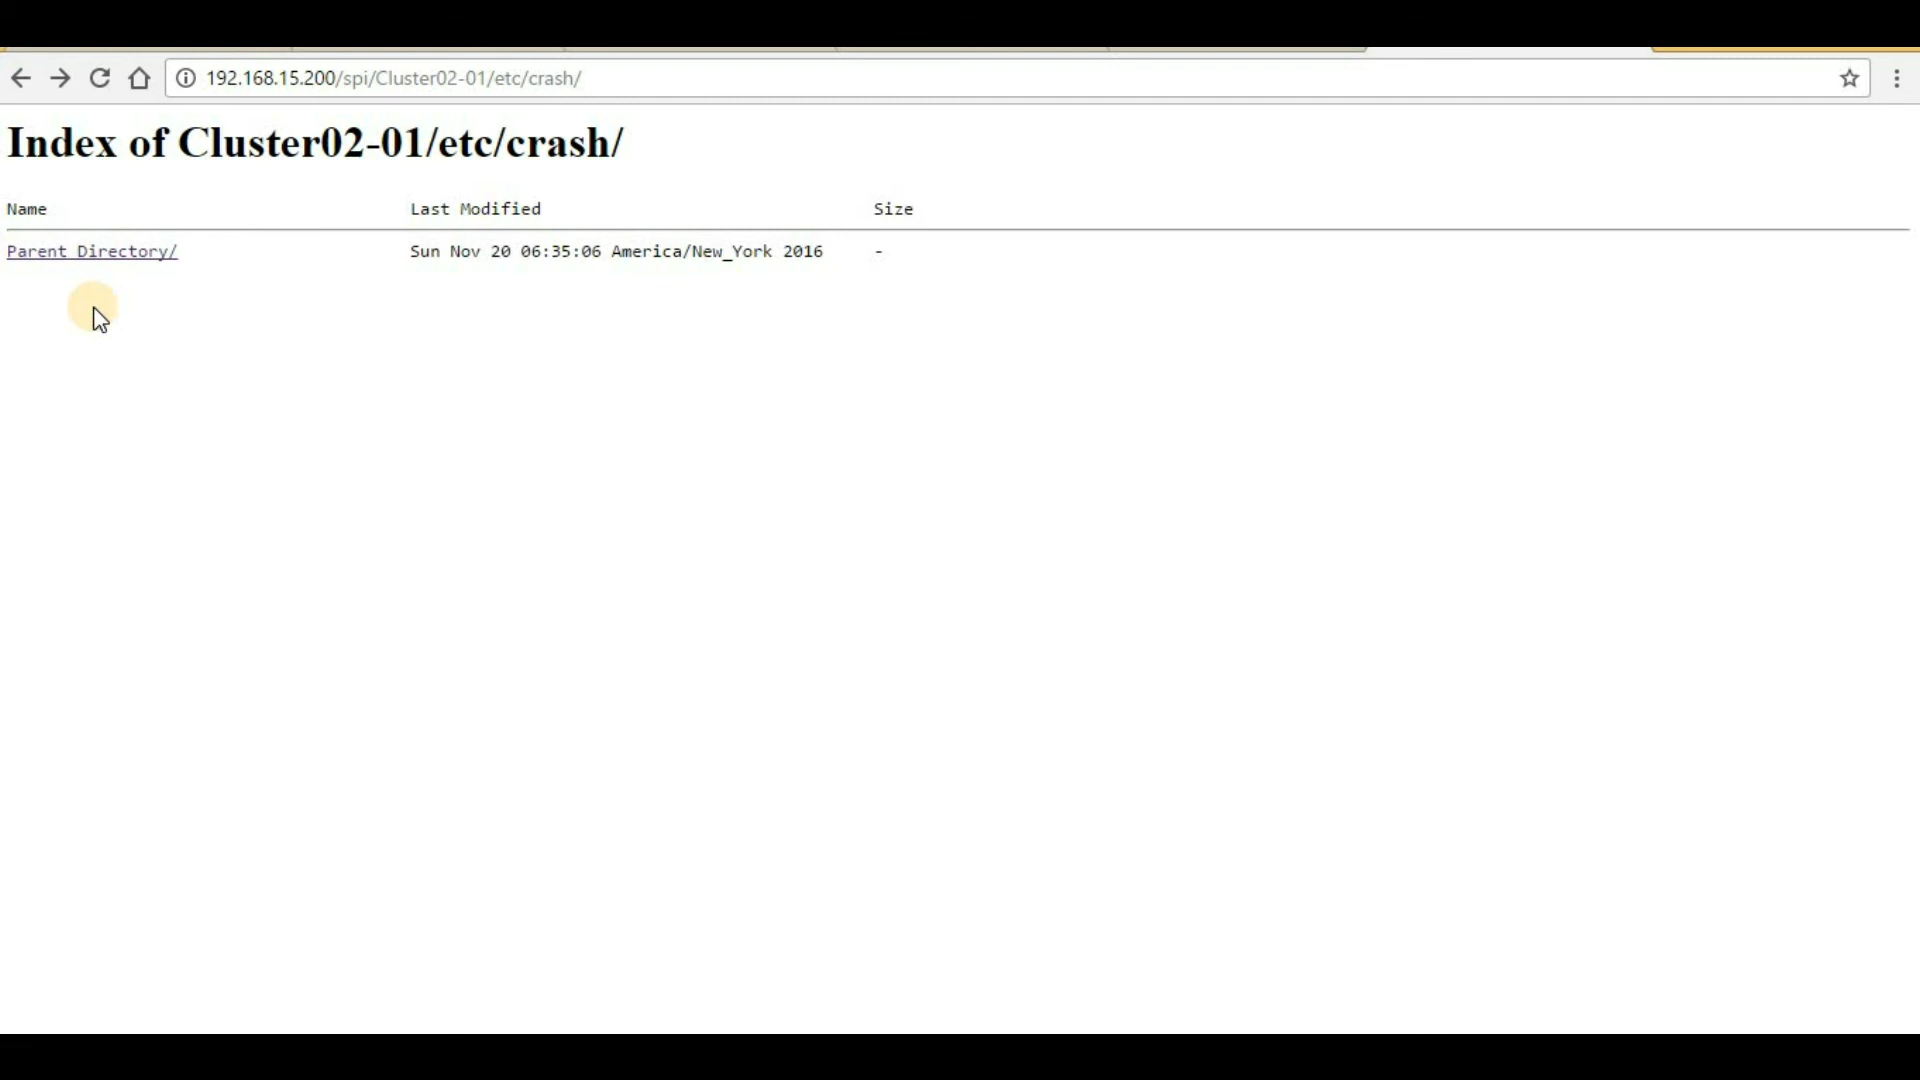 192.168.15.200/spi/Cluster02-01/etc/crash/
Index of Cluster02-01/etc/crash/
Name Last Modified Size
Parent Directory/ Sun Nov 20 06:35:06 America/New_York 2016 -